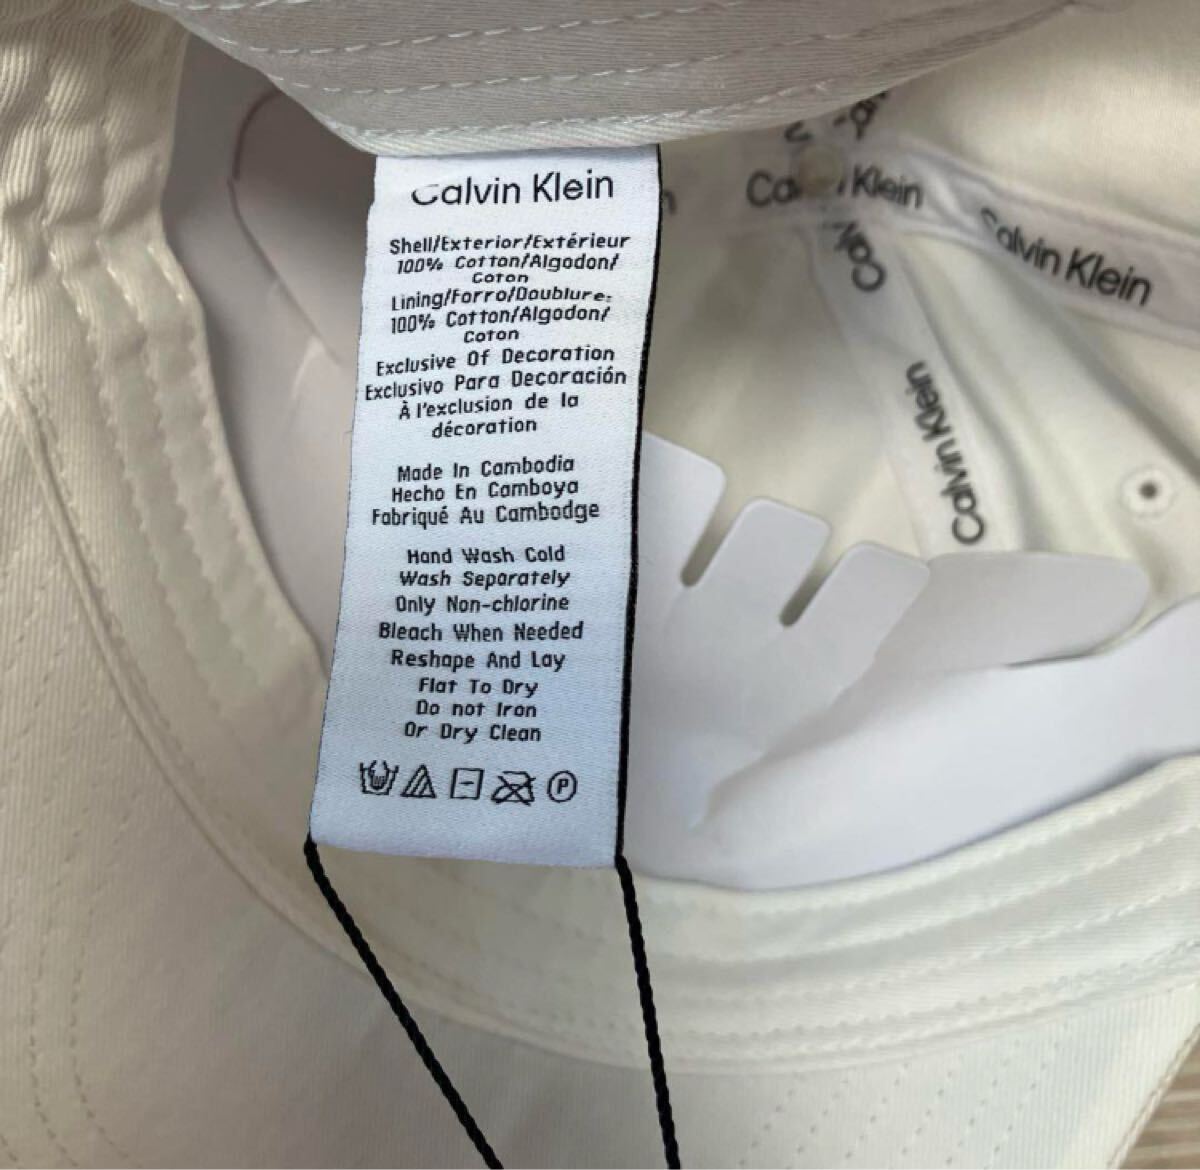 Calvin Klein
Shell/Exterior/Extérieur
100% Cotton/Algodon/
Coton
Lining/Forro/Doublure:
100% Cotton/Algodon/
Coton
Exclusive Of Decoration
Exclusivo Para Decoración
À l'exclusion de la
décoration
Made In Cambodia
Hecho En Camboya
Fabriqué Au Cambodge
Hand Wash Cold
Wash Separately
Only Non-chlorine
Bleach When Needed
Reshape And Lay
Flat To Dry
Do not Iron
Or Dry Clean
P
Klein
Calvin Klein
Calvin Klein